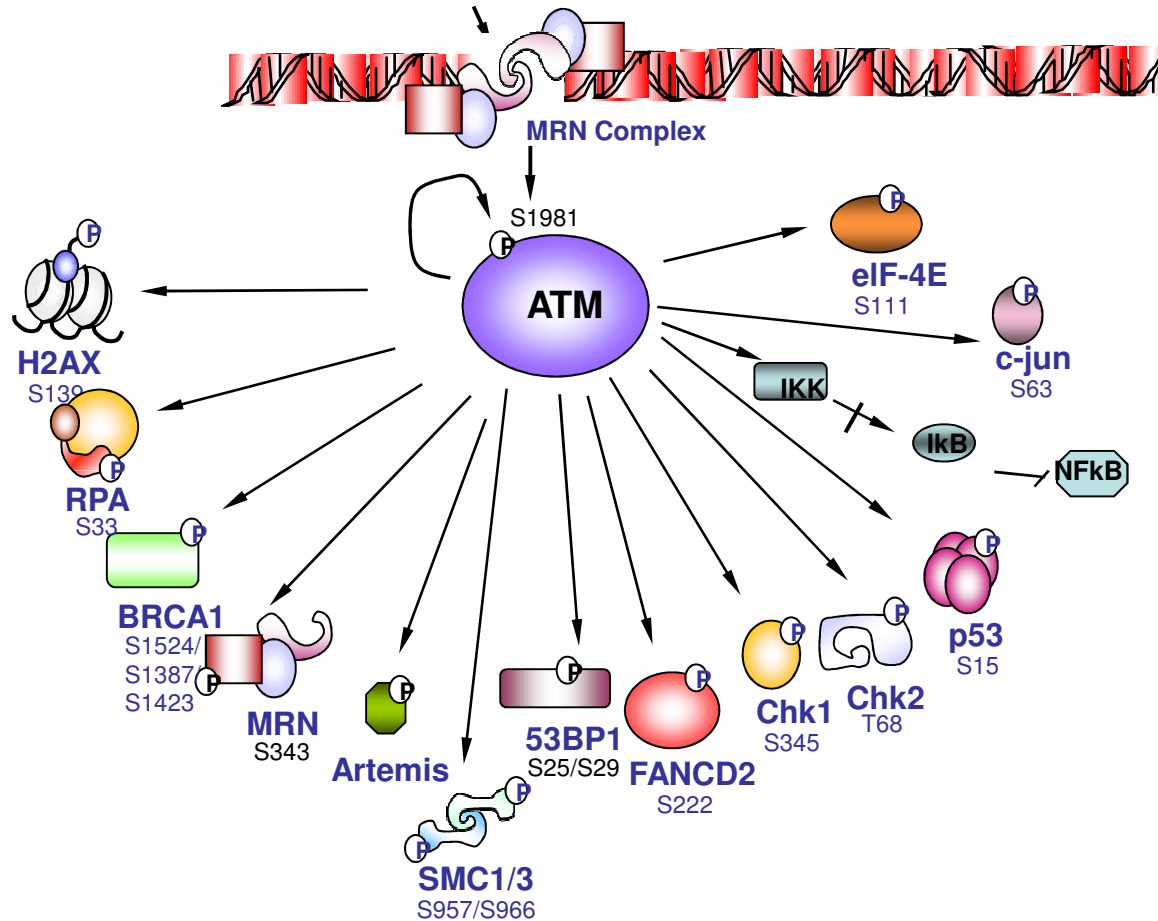 MRN Complex
S1981
P
ATM
P
eIF-4E
S111
P
c-jun
S63
IKK
IkB
NFkB
P
H2AX
S139
P
RPA
S33
P
BRCA1
S1524/
S1387/
S1423
P
MRN
S343
P
Artemis
P
P
SMC1/3
S957/S966
P
53BP1
S25/S29
P
FANCD2
S222
P
Chk1
S345
P
Chk2
T68
P
p53
S15